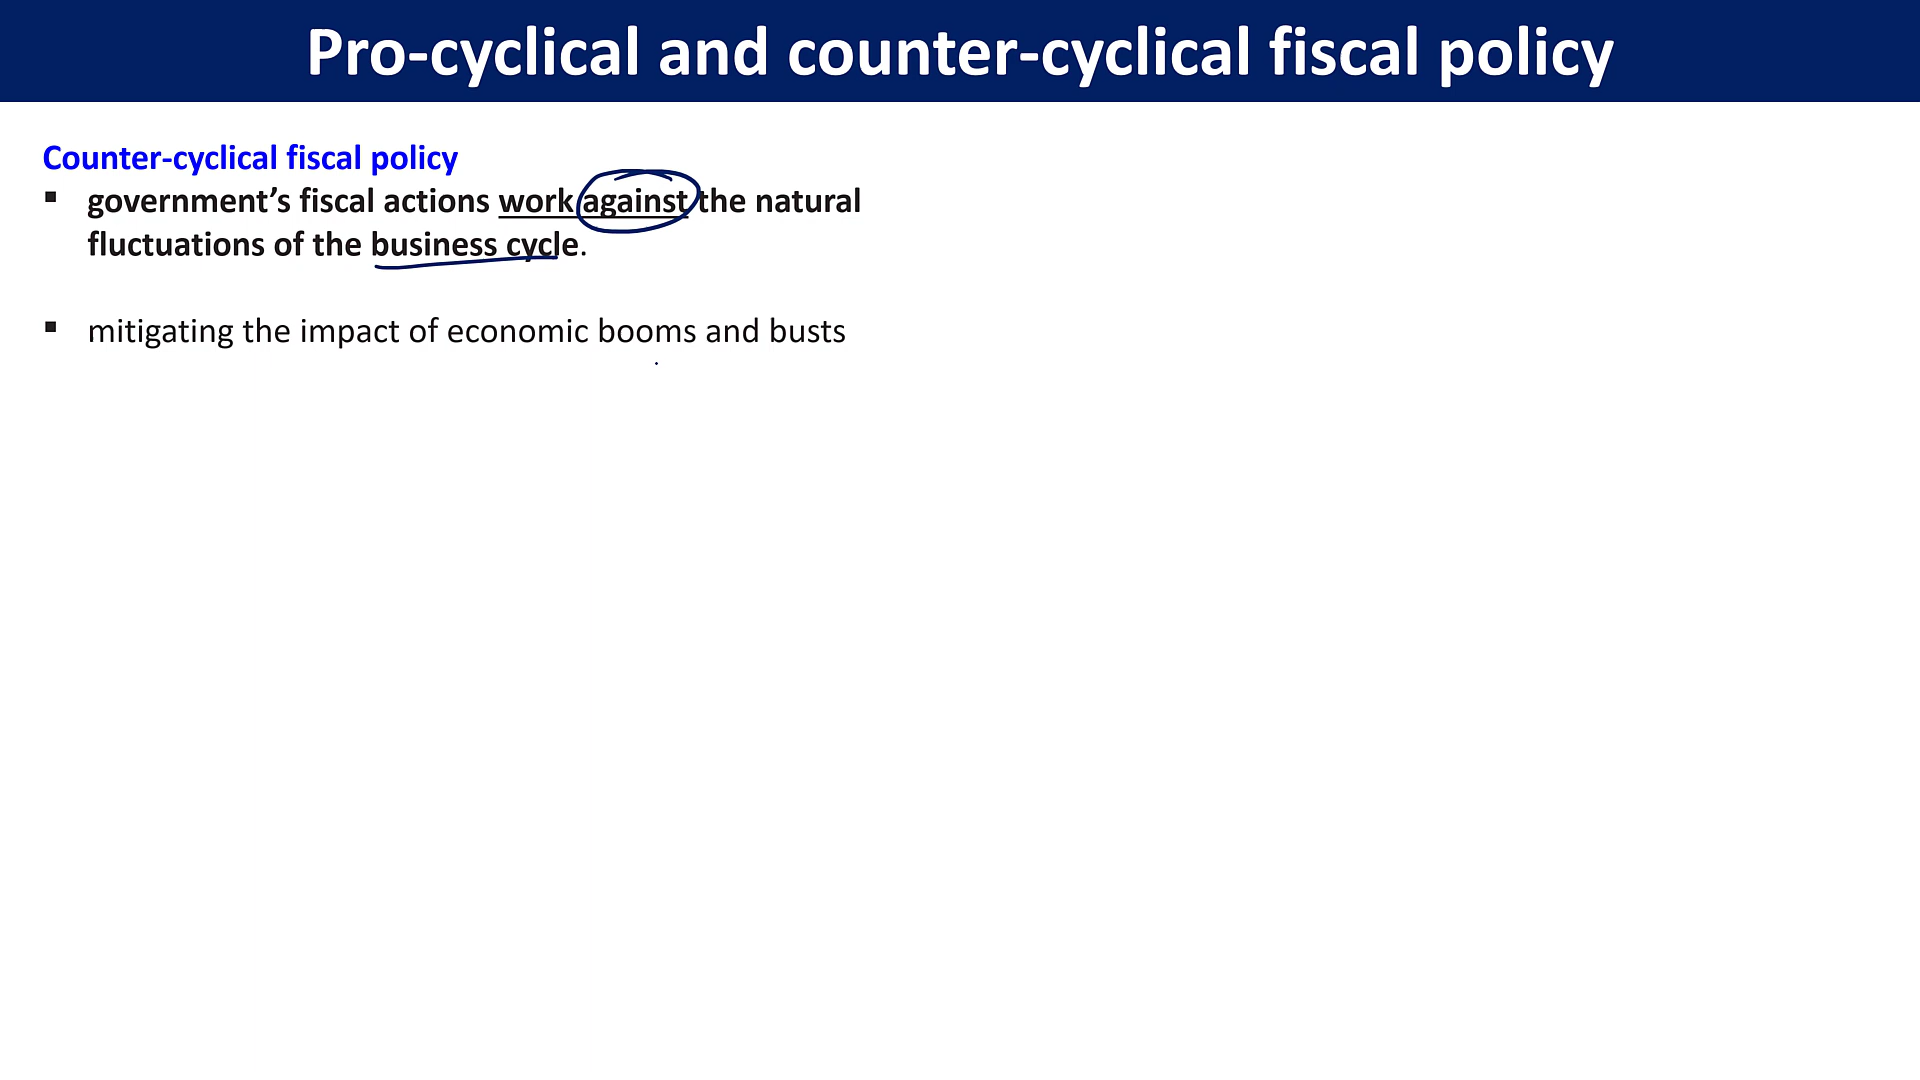 Pro-cyclical and counter-cyclical fiscal policy
Counter-cyclical fiscal policy
▪ government’s fiscal actions work against the natural
fluctuations of the business cycle.
▪ mitigating the impact of economic booms and busts